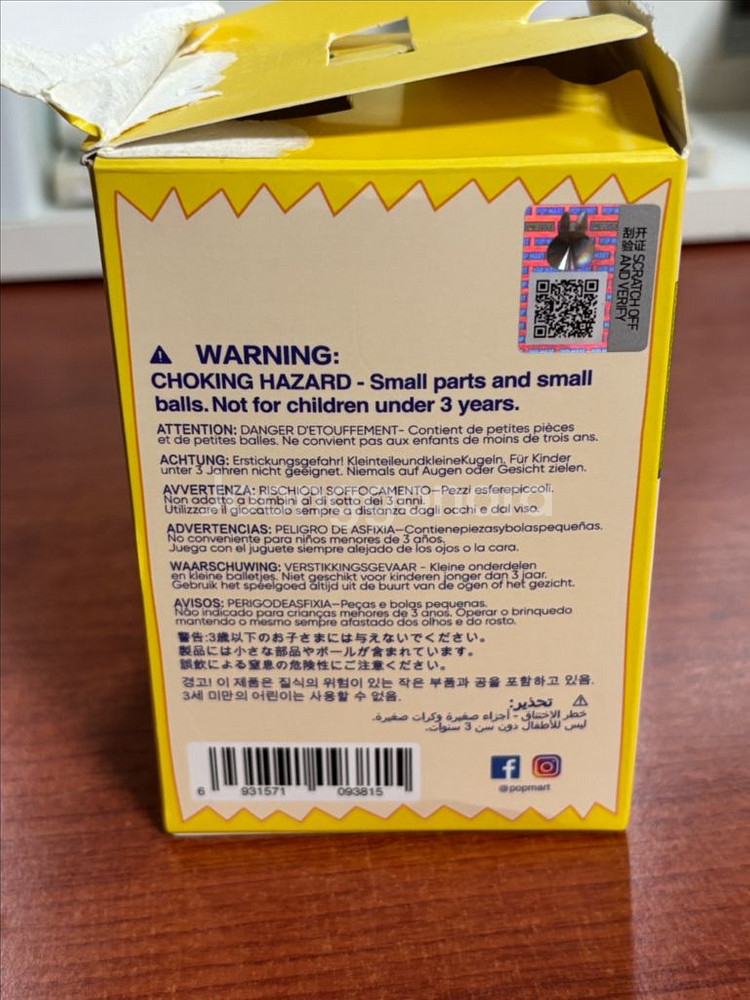 POP MART
开 证 SCRATCH OFF
刮 验 AND VERIFY
⚠ WARNING:
CHOKING HAZARD - Small parts and small
balls. Not for children under 3 years.
ATTENTION: DANGER D'ETOUFFEMENT- Contient de petites pièces
et de petites balles. Ne convient pas aux enfants de moins de trois ans.
ACHTUNG: Erstickungsgefahr! KleinteileundkleineKugeln. Für Kinder
unter 3 Jahren nicht geeignet. Niemals auf Augen oder Gesicht zielen.
AVVERTENZA: RISCHIODI SOFFOCAMENTO—Pezzi esferepiccoli.
Non adatto a bambini al di sotto dei 3 anni.
Utilizzare il giocattolo sempre a distanza dagli occhi e dal viso.
ADVERTENCIAS: PELIGRO DE ASFIXIA—Contienepiezasybolaspequeñas.
No conveniente para niños menores de 3 años.
Juega con el juguete siempre alejado de los ojos o la cara.
WAARSCHUWING: VERSTIKKINGSGEVAAR - Kleine onderdelen
en kleine balletjes. Niet geschikt voor kinderen jonger dan 3 jaar.
Gebruik het speelgoed altijd uit de buurt van de ogen of het gezicht.
AVISOS: PERIGODEASFIXIA—Peças e bolas pequenas.
Não indicado para crianças menores de 3 anos. Operar o brinquedo
mantendo o mesmo sempre afastado dos olhos e do rosto.
警告:3歳以下のお子さまには与えないでください。
製品には小さな部品やボールが含まれています。
誤飲による窒息の危険性にご注意ください。
경고! 이 제품은 질식의 위험이 있는 작은 부품과 공을 포함하고 있음.
3세 미만의 어린이는 사용할 수 없음.
⚠ تحذير:
خطر الاختناق - أجزاء صغيرة وكرات صغيرة.
ليس للأطفال دون سن 3 سنوات.
6 931571 093815
@popmart